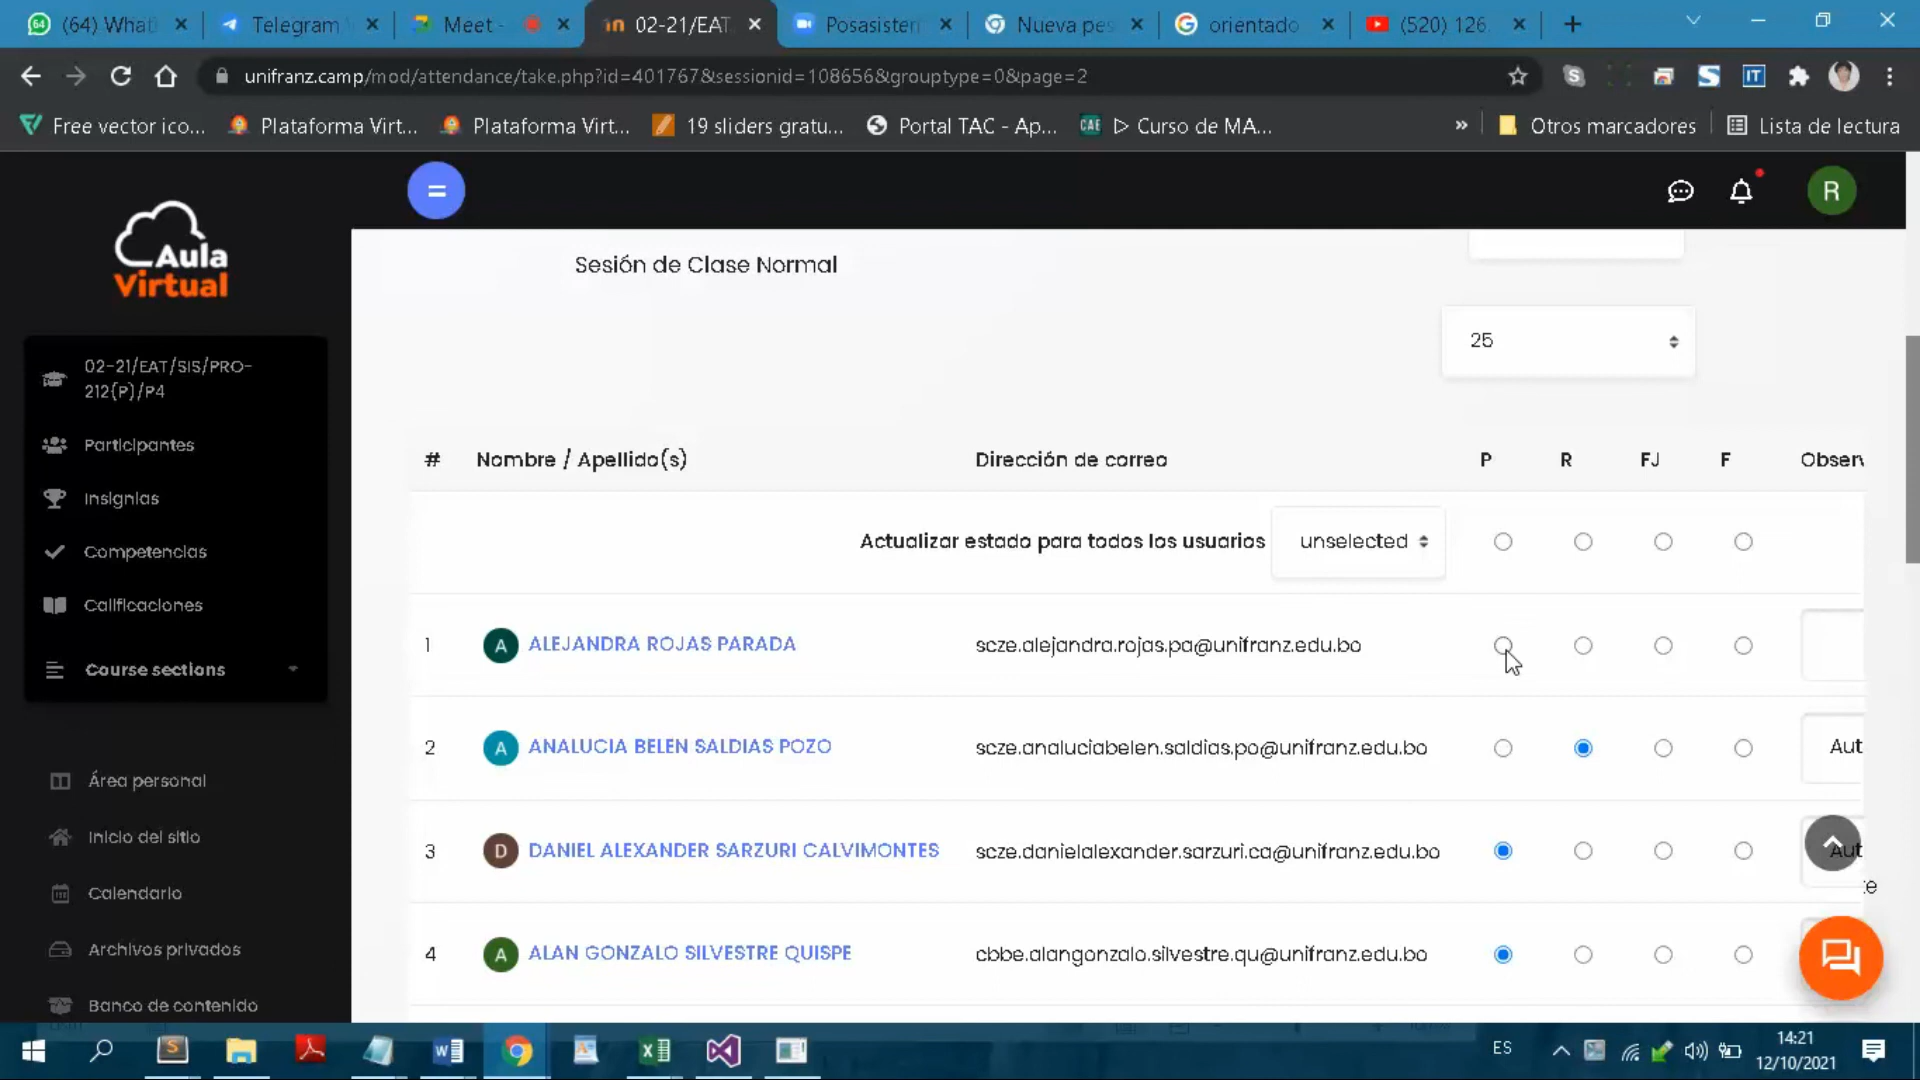 (64) What
Telegram
Meet -
02-21/EAT
Posasisten
Nueva pes
orientado
(520) 126.
unifranz.camp/mod/attendance/take.php?id=401767&sessionid=108656&grouptype=0&page=2
Free vector ico...
Plataforma Virt...
Plataforma Virt...
19 sliders gratu...
Portal TAC - Ap...
CAE
▷ Curso de MA...
»
Otros marcadores
Lista de lectura
R
Aula
Virtual
02-21/EAT/SIS/PRO-
212(P)/P4
Participantes
Insignias
Competencias
Calificaciones
Course sections
Área personal
Inicio del sitio
Calendario
Archivos privados
Banco de contenido
Sesión de Clase Normal
25
# Nombre / Apellido(s) Dirección de correo P R FJ F Observ
Actualizar estado para todos los usuarios unselected
1 A ALEJANDRA ROJAS PARADA scze.alejandra.rojas.pa@unifranz.edu.bo
2 A ANALUCIA BELEN SALDIAS POZO scze.analuciabelen.saldias.po@unifranz.edu.bo Aut
3 D DANIEL ALEXANDER SARZURI CALVIMONTES scze.danielalexander.sarzuri.ca@unifranz.edu.bo Aut
4 A ALAN GONZALO SILVESTRE QUISPE cbbe.alangonzalo.silvestre.qu@unifranz.edu.bo
ES
14:21
12/10/2021